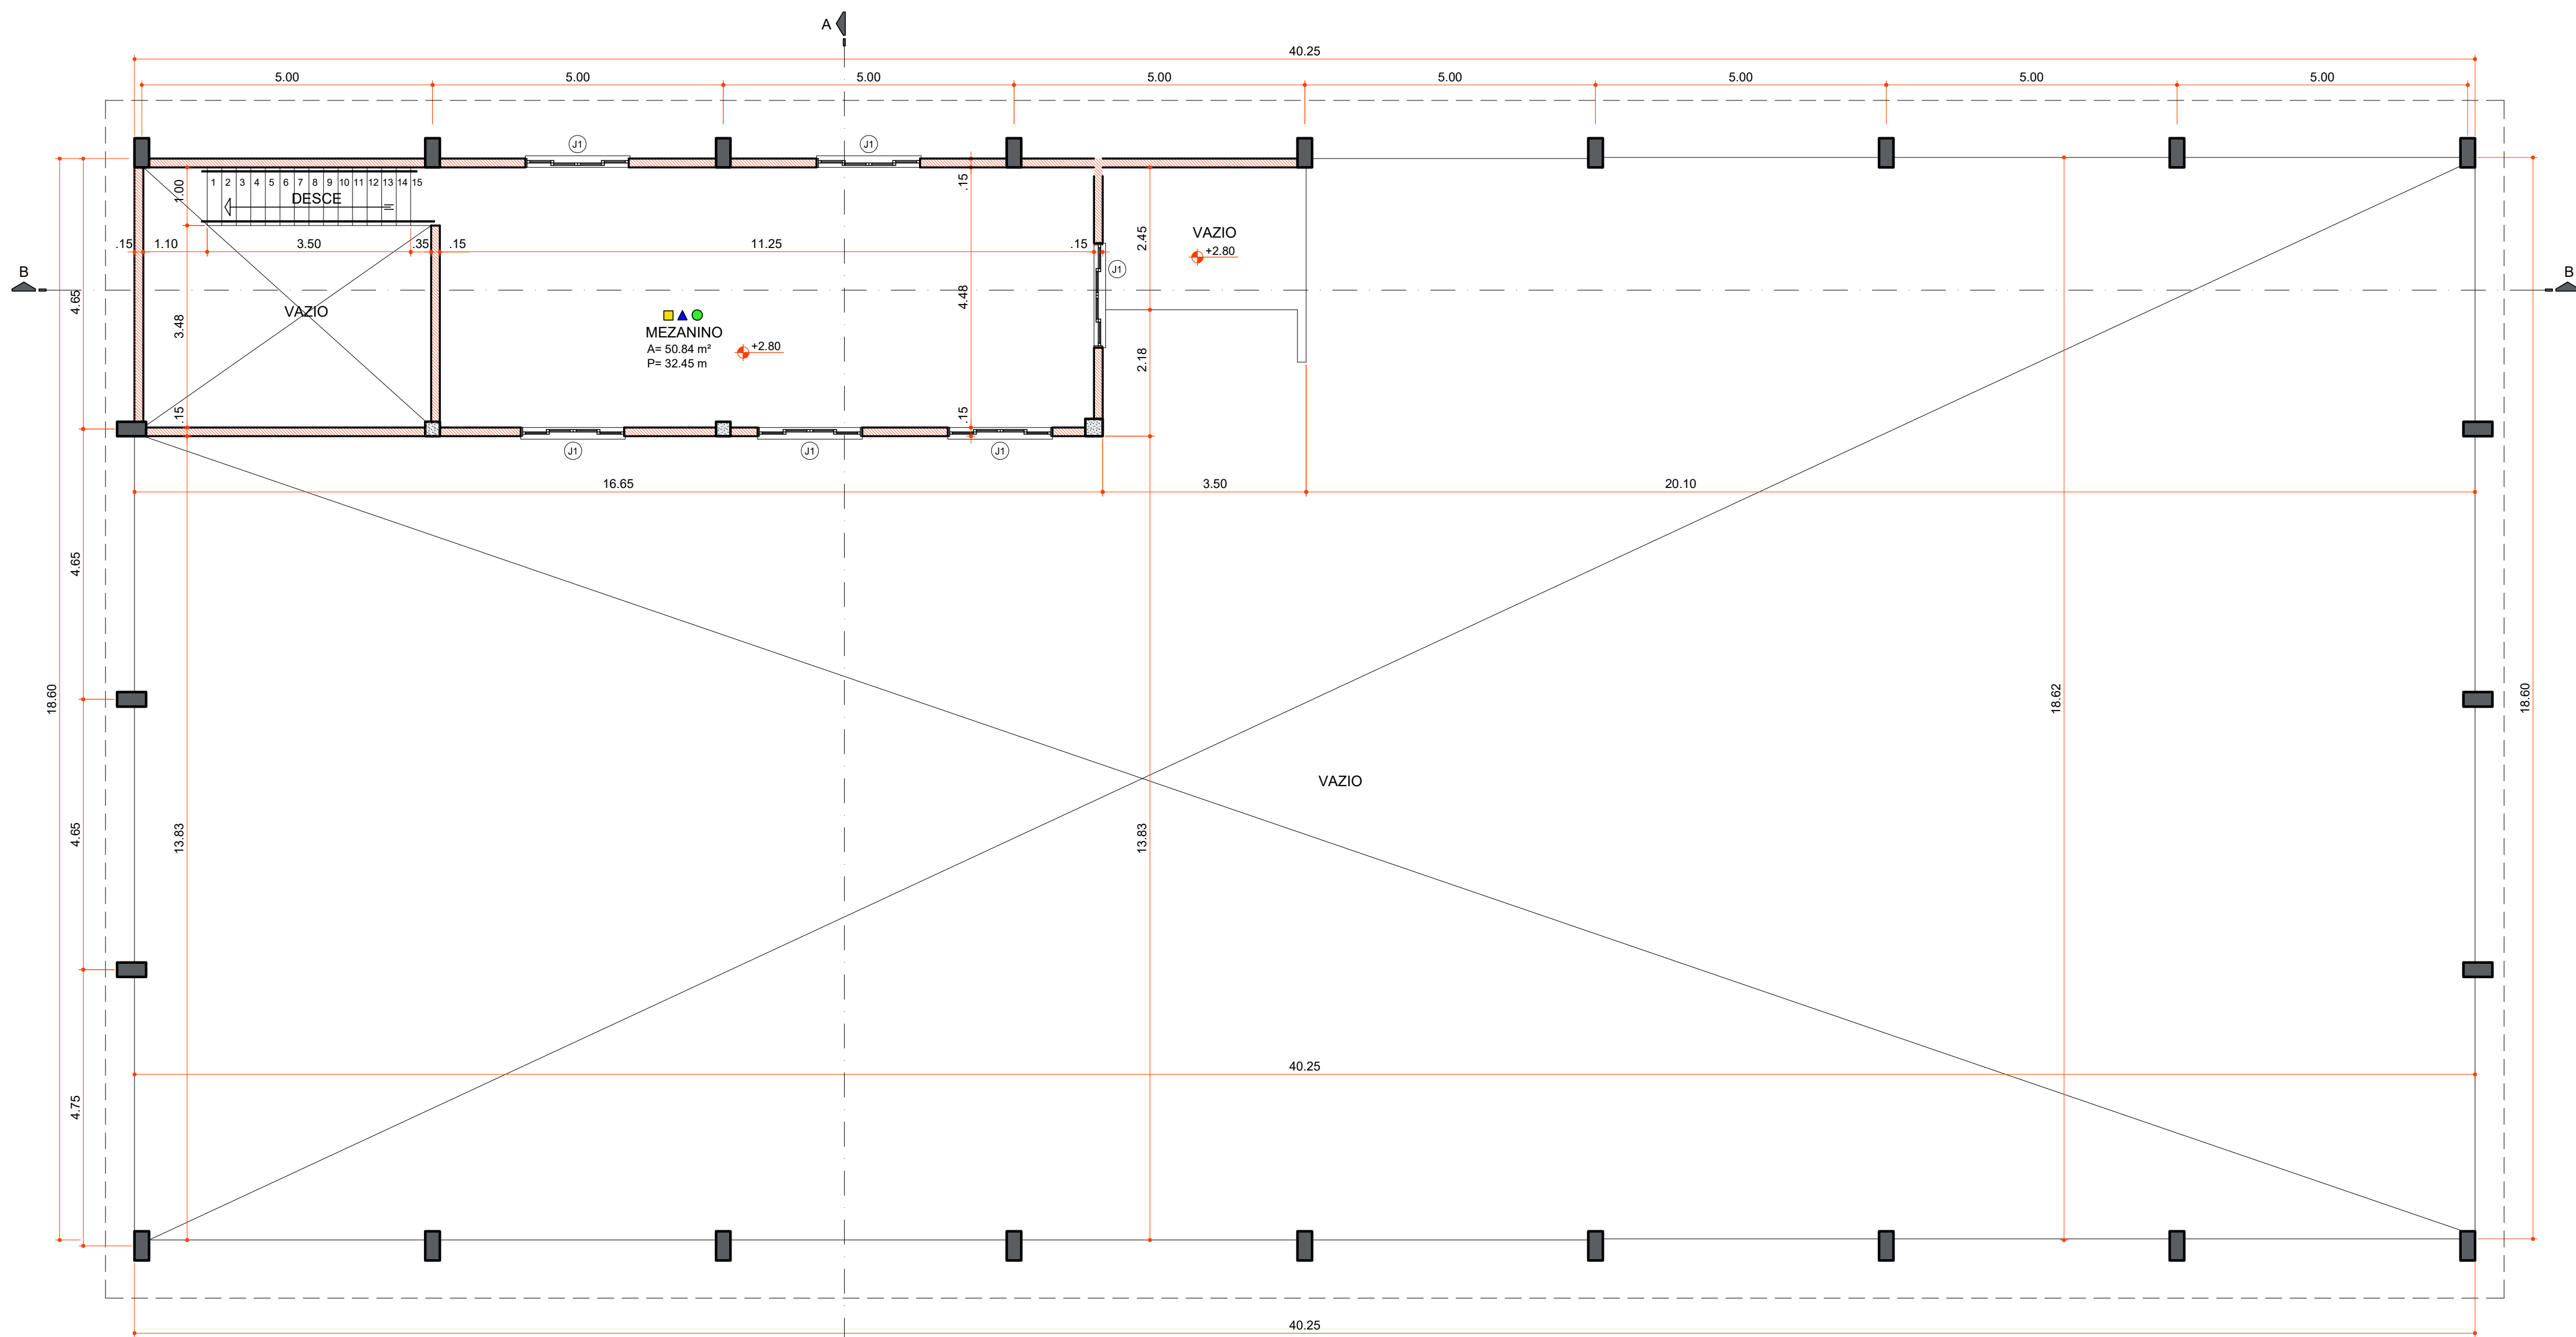 A
40.25
5.00 5.00 5.00 5.00 5.00 5.00 5.00 5.00
J1 J1
1 2 3 4 5 6 7 8 9 10 11 12 13 14 15
DESCE
1.00
.15
.15 1.10 3.50 .35 .15 11.25 .15
2.45
VAZIO
+2.80
J1
B
B
4.65
VAZIO
3.48
4.48
MEZANINO
A= 50.84 m²
P= 32.45 m
+2.80
2.18
.15
.15
J1 J1 J1
16.65 3.50 20.10
4.65
18.60
18.62
18.60
VAZIO
4.65
13.83
13.83
40.25
4.75
40.25